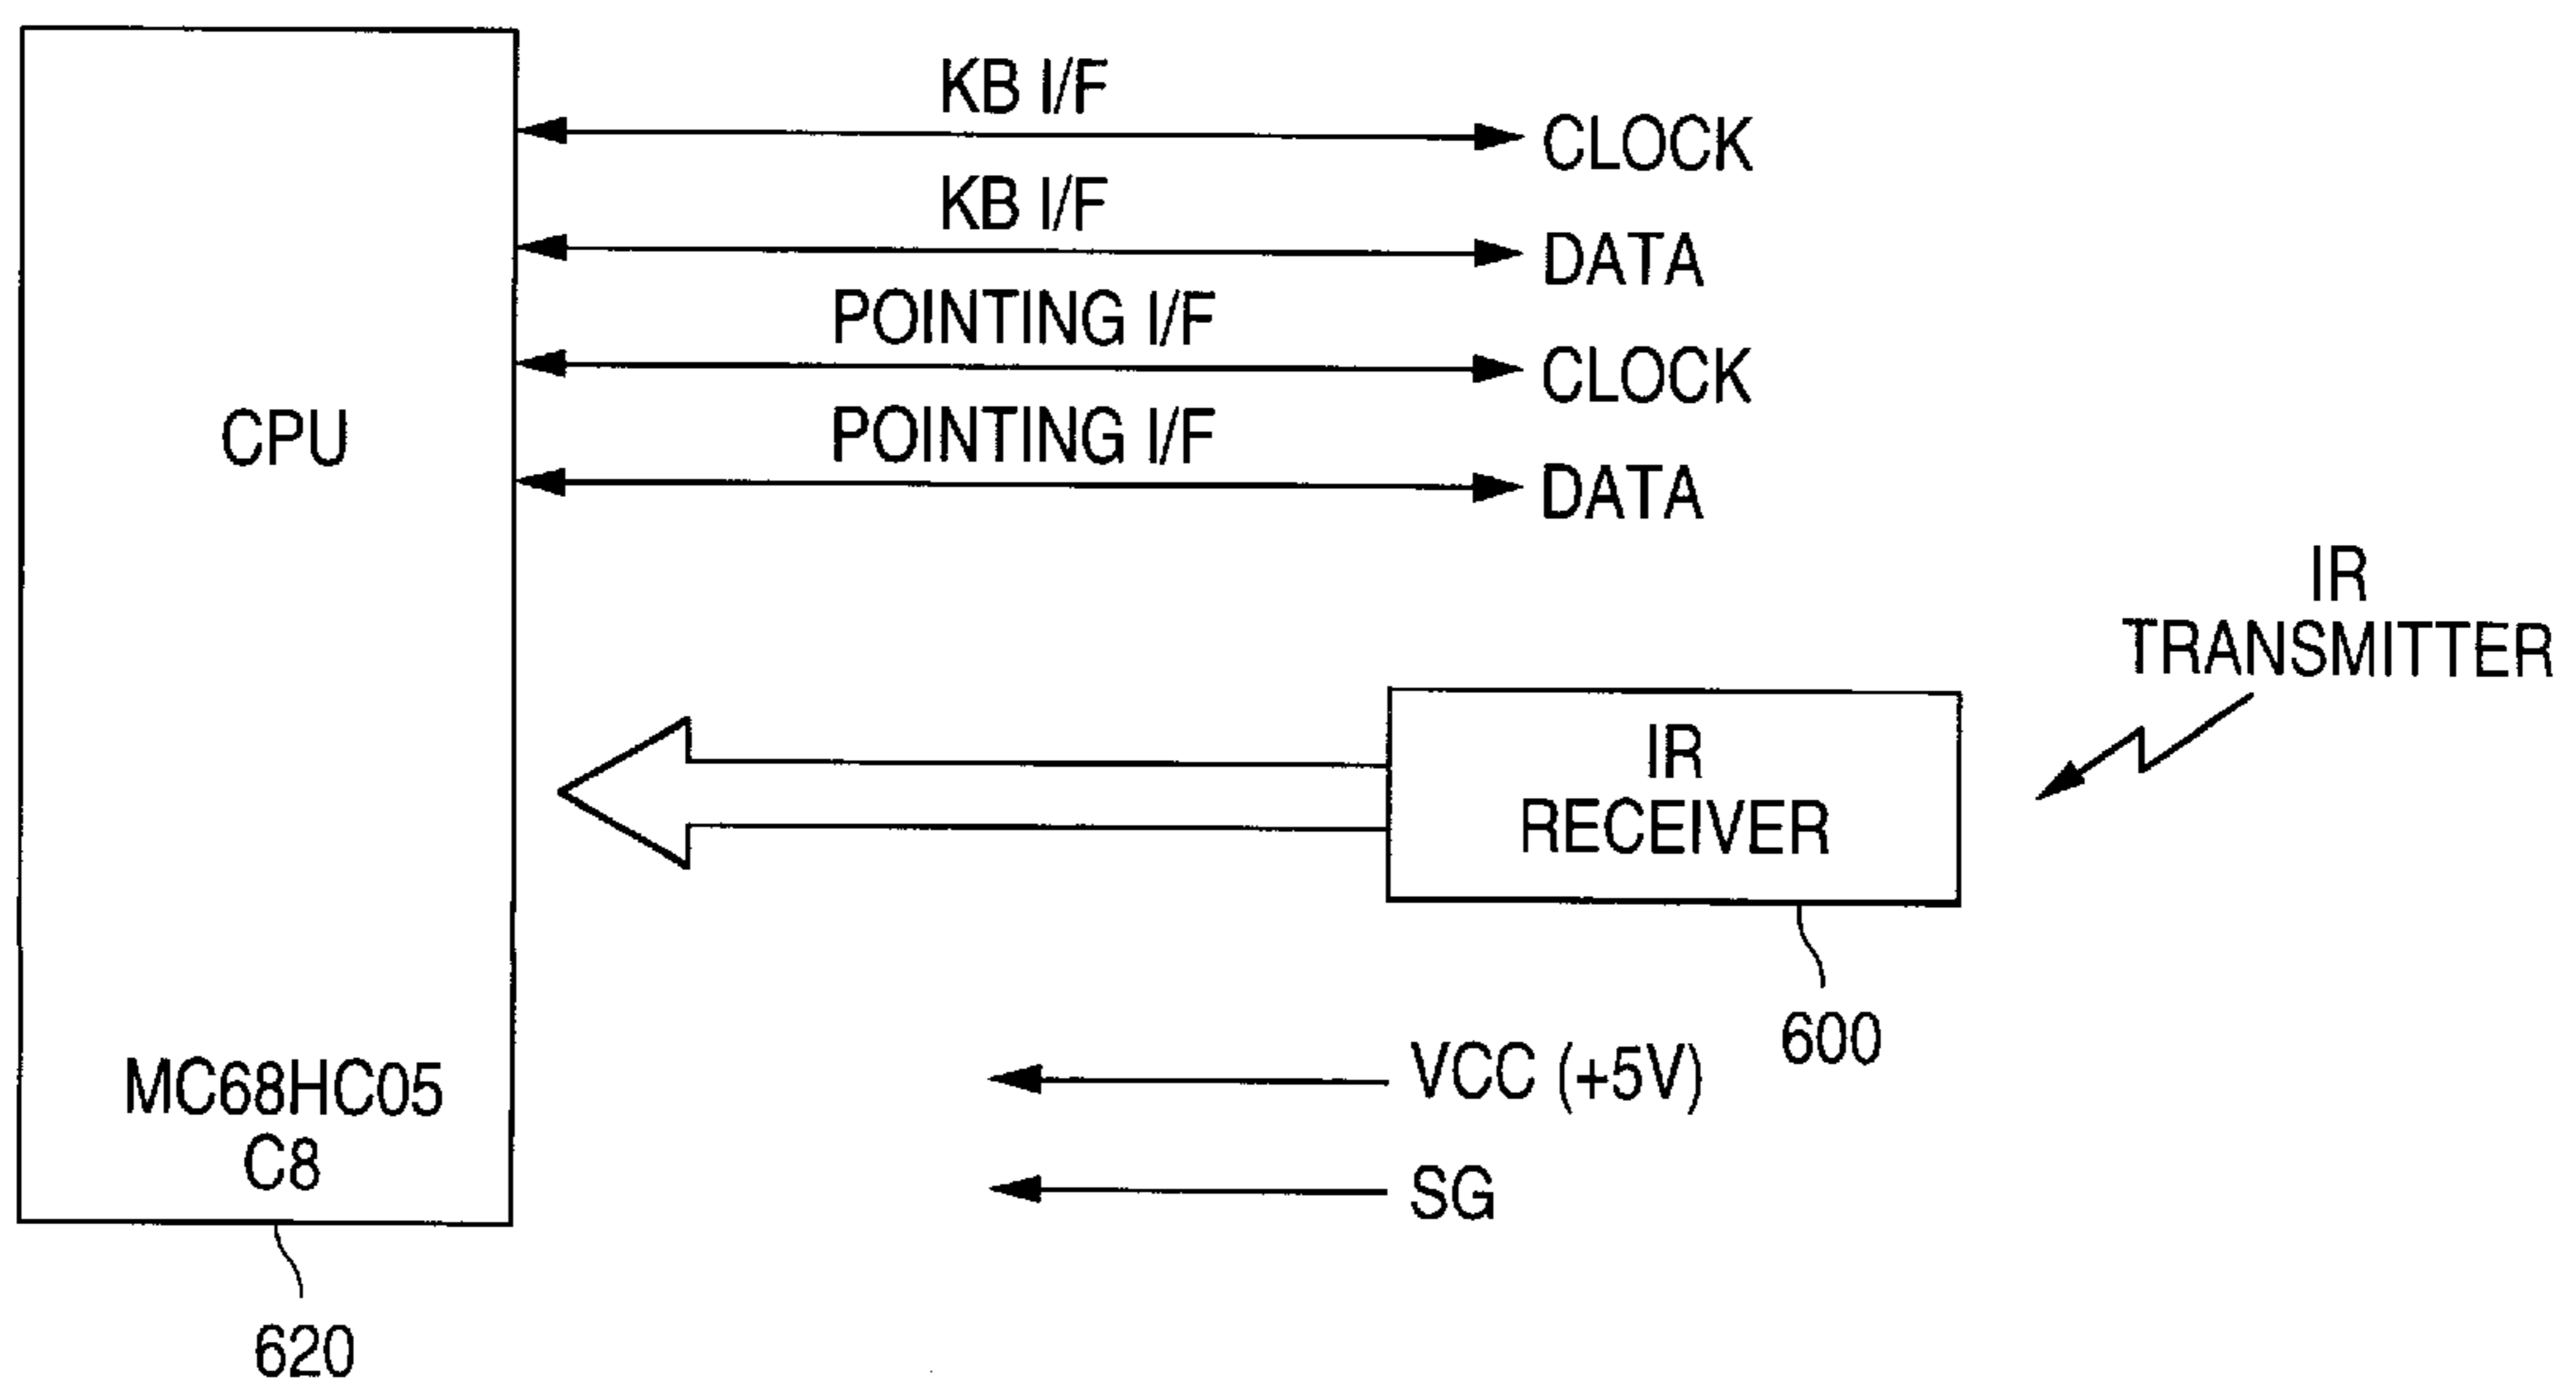 KB I/F
CLOCK
KB I/F
DATA
POINTING I/F
CLOCK
CPU
POINTING I/F
DATA
IR
TRANSMITTER
IR
RECEIVER
600
VCC (+5V)
MC68HC05
C8
SG
620